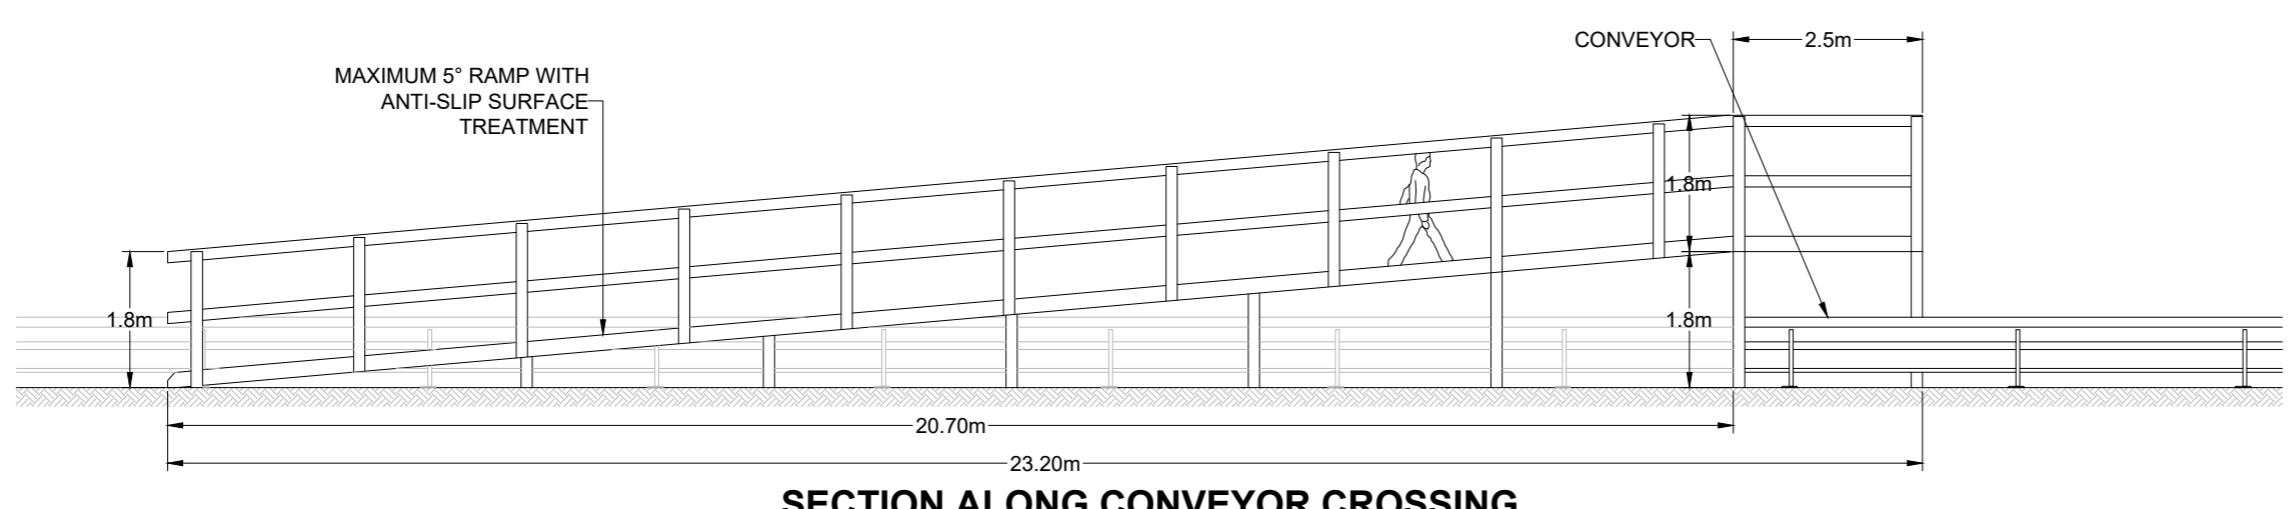 CONVEYOR
2.5m
MAXIMUM 5° RAMP WITH
ANTI-SLIP SURFACE
TREATMENT
1.8m
1.8m
1.8m
20.70m
23.20m
SECTION ALONG CONVEYOR CROSSING